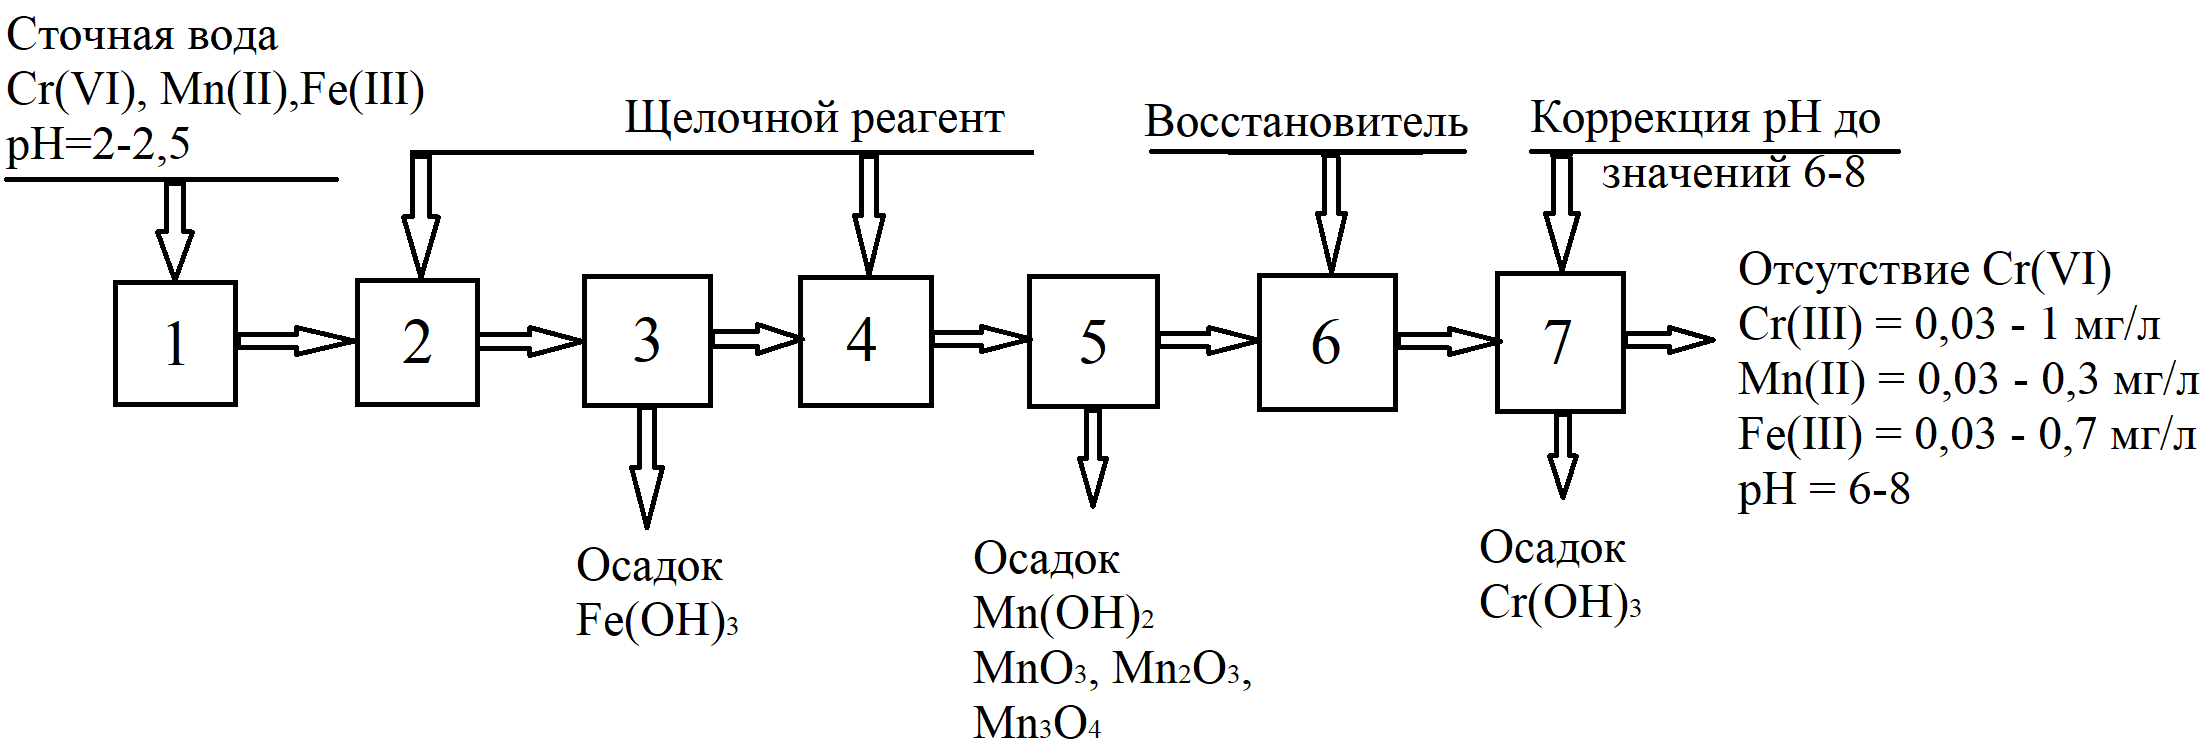 Сточная вода
Cr(VI), Mn(II),Fe(III)
pH=2-2,5
Щелочной реагент
Восстановитель
Коррекция pH до
значений 6-8
1
2
3
4
5
6
7
Отсутствие Cr(VI)
Cr(III) = 0,03 - 1 мг/л
Mn(II) = 0,03 - 0,3 мг/л
Fe(III) = 0,03 - 0,7 мг/л
pH = 6-8
Осадок
Fe(OH)₃
Осадок
Mn(OH)₂
MnO₃, Mn₂O₃,
Mn₃O₄
Осадок
Cr(OH)₃